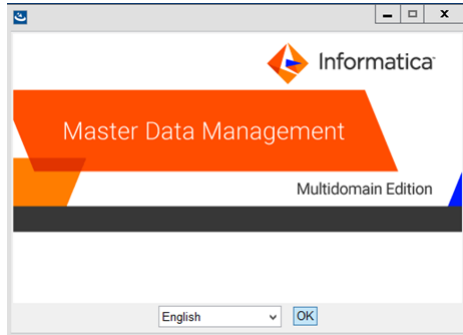 Informatica
Master Data Management
Multidomain Edition
English
OK